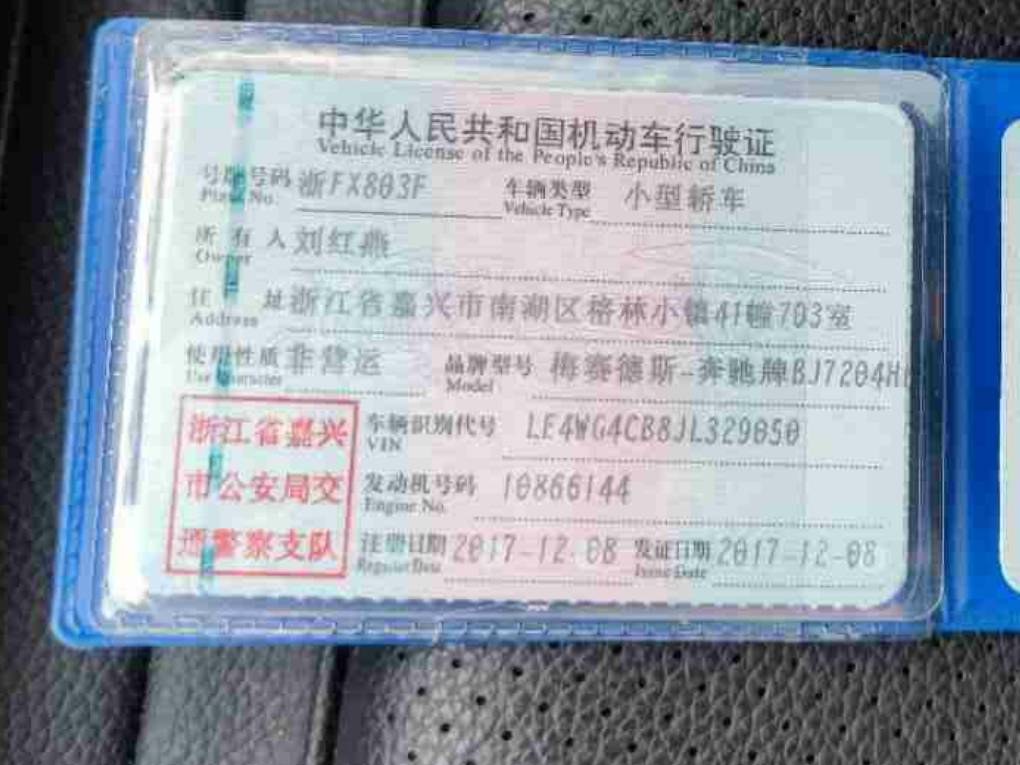 中华人民共和国机动车行驶证
Vehicle License of the People's Republic of China
号牌号码 浙FX803F 车辆类型 小型轿车
Plate No. Vehicle Type
所有人 刘红燕
Owner
住址 浙江省嘉兴市南湖区格林小镇41幢703室
Address
使用性质 非营运 品牌型号 梅赛德斯-奔驰牌BJ7204H
Use Character Model
浙江省嘉兴 车辆识别代号 LE4WG4CB8JL329050
VIN
市公安局交 发动机号码 10866144
Engine No.
通警察支队 注册日期 2017-12-08 发证日期 2017-12-08
Register Date Issue Date